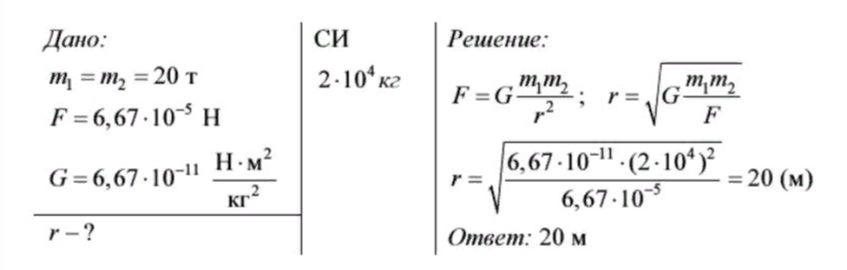 Дано:
m₁ = m₂ = 20 т
F = 6,67·10⁻⁵ Н
G = 6,67·10⁻¹¹ Н·м²/кг²
r – ?
СИ
2·10⁴ кг
Решение:
F = G m₁m₂/r²; r = √(G m₁m₂/F)
r = √(6,67·10⁻¹¹·(2·10⁴)²/6,67·10⁻⁵) = 20 (м)
Ответ: 20 м